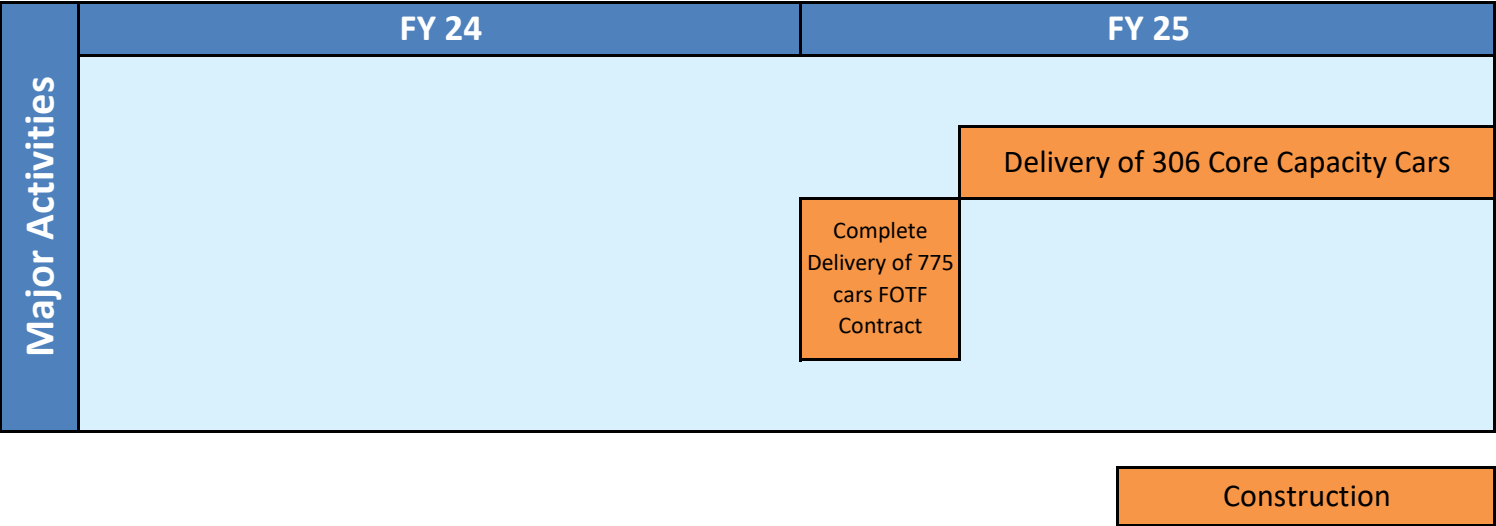 FY 24
FY 25
Major Activities
Delivery of 306 Core Capacity Cars
Complete
Delivery of 775
cars FOTF
Contract
Construction